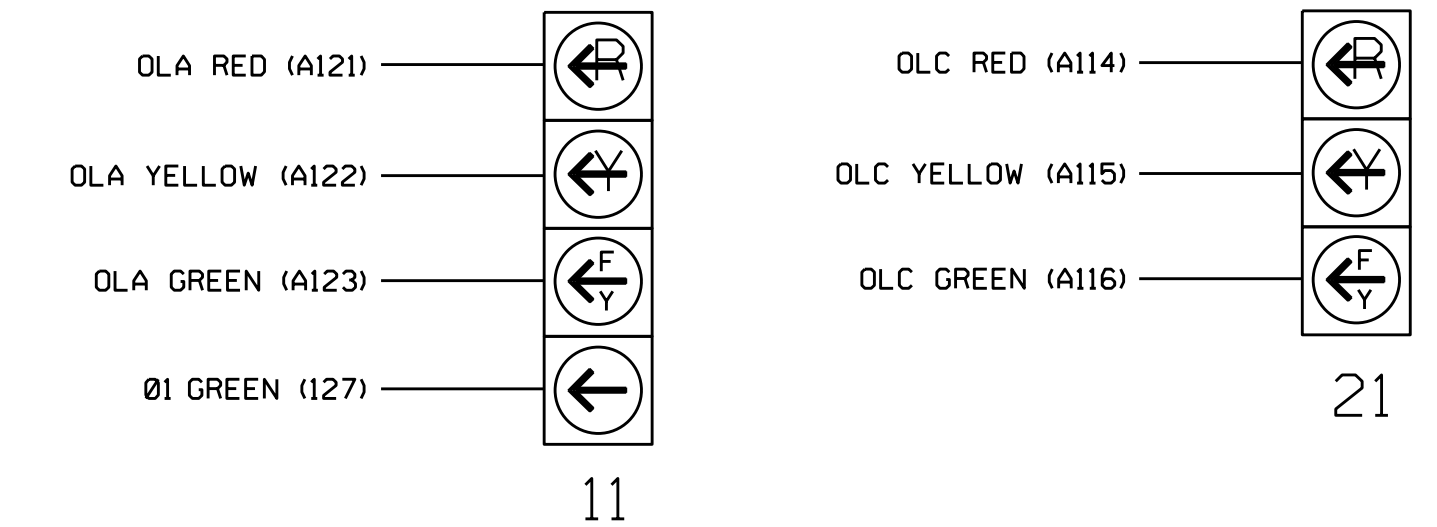 OLA RED (A121)
R
OLA YELLOW (A122)
Y
OLA GREEN (A123)
F
Y
Ø1 GREEN (127)
11
OLC RED (A114)
R
OLC YELLOW (A115)
Y
OLC GREEN (A116)
F
Y
21